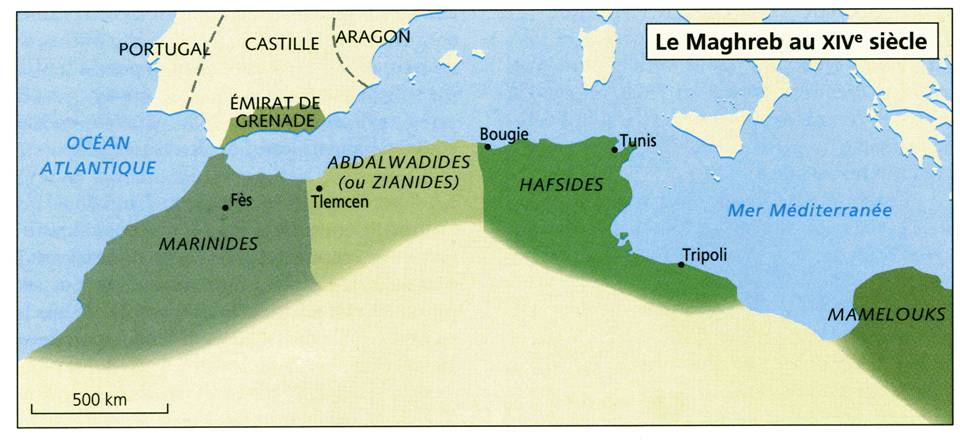 Le Maghreb au XIVe siècle
PORTUGAL
CASTILLE
ARAGON
ÉMIRAT DE
GRENADE
OCÉAN
ATLANTIQUE
Bougie
Tunis
ABDALWADIDES
(ou ZIANIDES)
HAFSIDES
Tlemcen
Fès
Mer Méditerranée
MARINIDES
Tripoli
MAMELOUKS
500 km